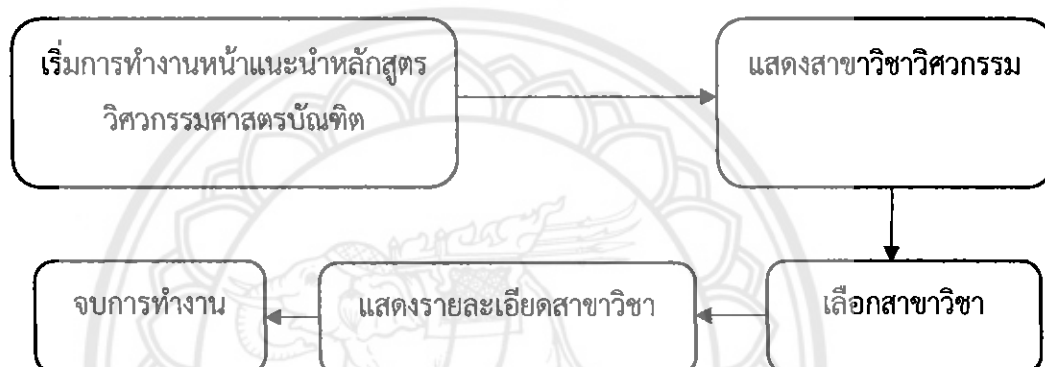 เริ่มการทำงานหน้าแนะนำหลักสูตร
วิศวกรรมศาสตรบัณฑิต
แสดงสาขาวิชาวิศวกรรม
เลือกสาขาวิชา
แสดงรายละเอียดสาขาวิชา
จบการทำงาน